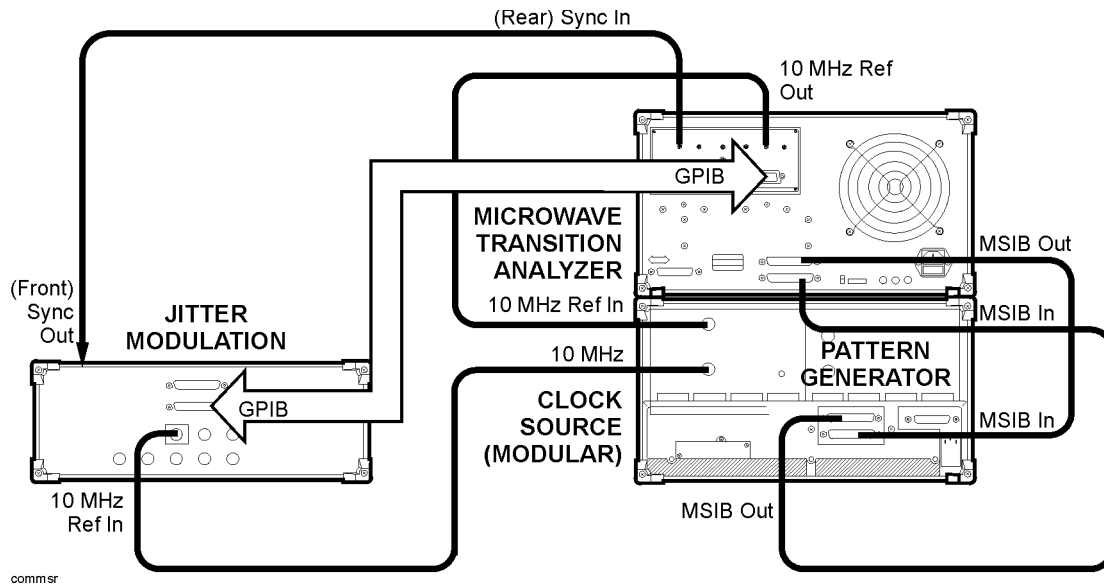 (Rear) Sync In
10 MHz Ref
Out
GPIB
MICROWAVE
TRANSITION
ANALYZER
MSIB Out
(Front)
Sync
Out
JITTER
MODULATION
10 MHz Ref In
MSIB In
10 MHz
PATTERN
GENERATOR
GPIB
CLOCK
SOURCE
(MODULAR)
MSIB In
10 MHz
Ref In
MSIB Out
commsr